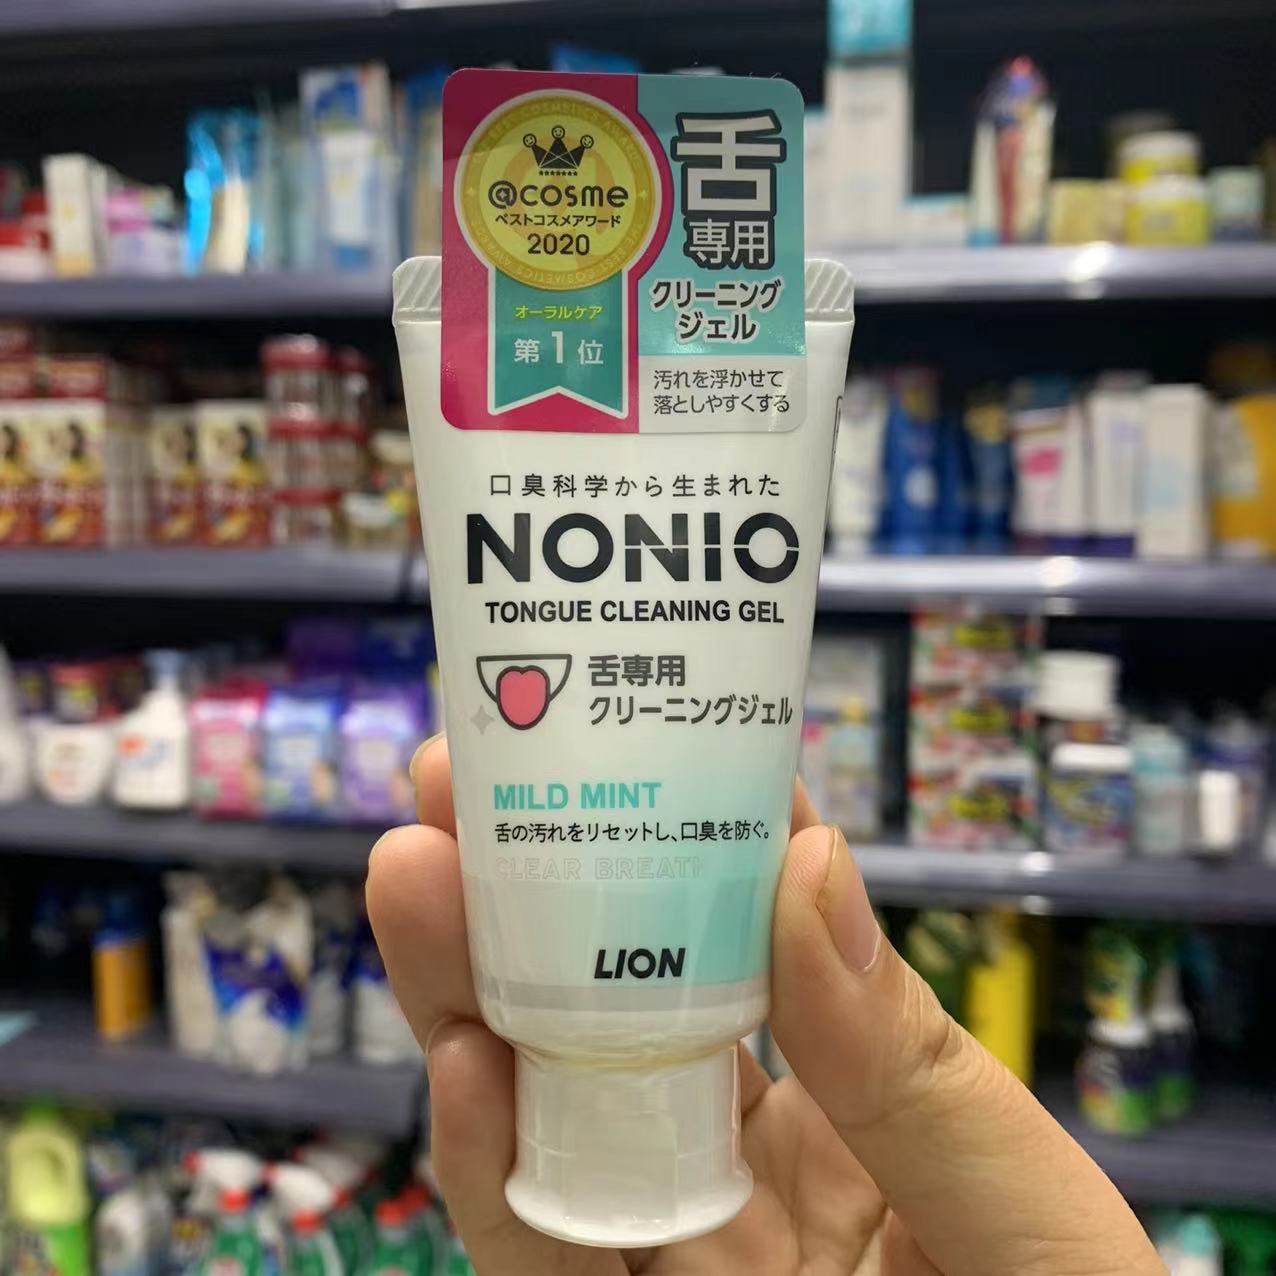 @cosme
ベストコスメアワード
2020
オーラルケア
第1位
舌
専用
クリーニング
ジェル
汚れを浮かせて
落としやすくする
口臭科学から生まれた
NONIO
TONGUE CLEANING GEL
舌専用
クリーニングジェル
MILD MINT
舌の汚れをリセットし、口臭を防ぐ。
CLEAR BREATH
LION